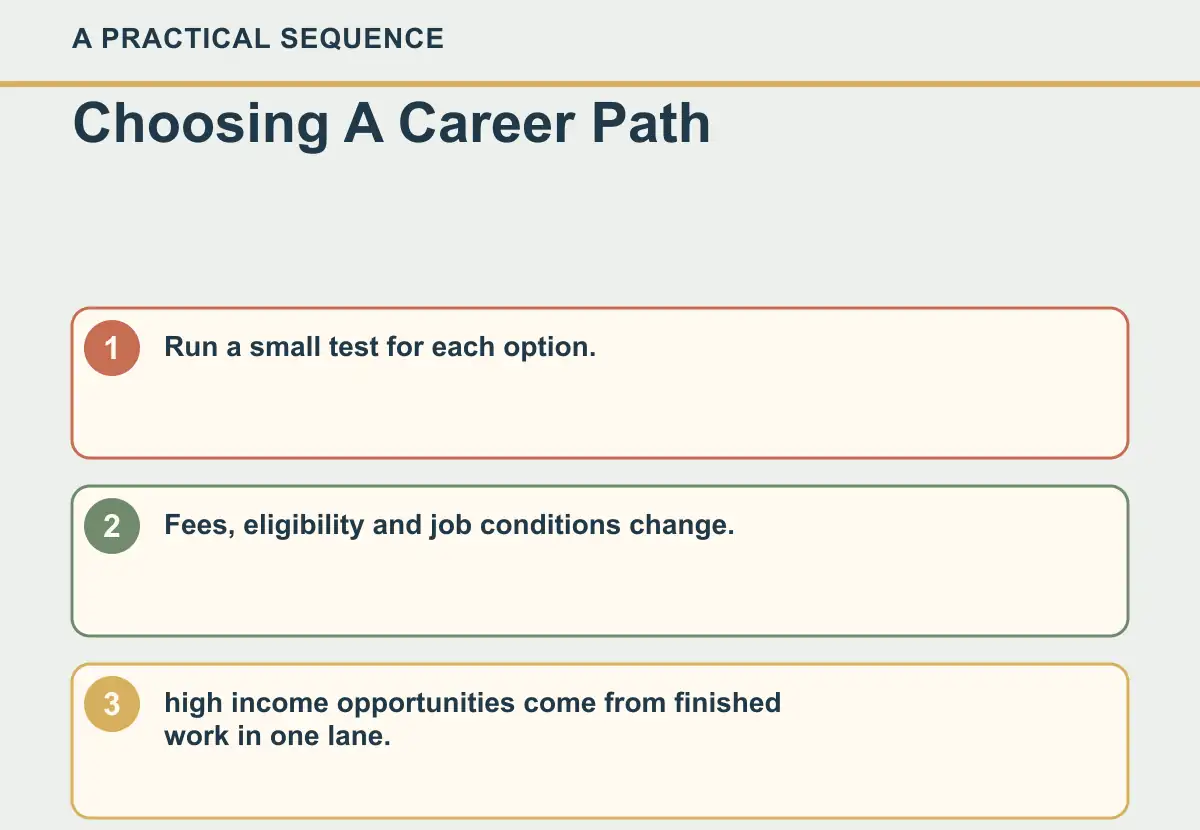 A PRACTICAL SEQUENCE
Choosing A Career Path
1
Run a small test for each option.
2
Fees, eligibility and job conditions change.
3
high income opportunities come from finished
work in one lane.